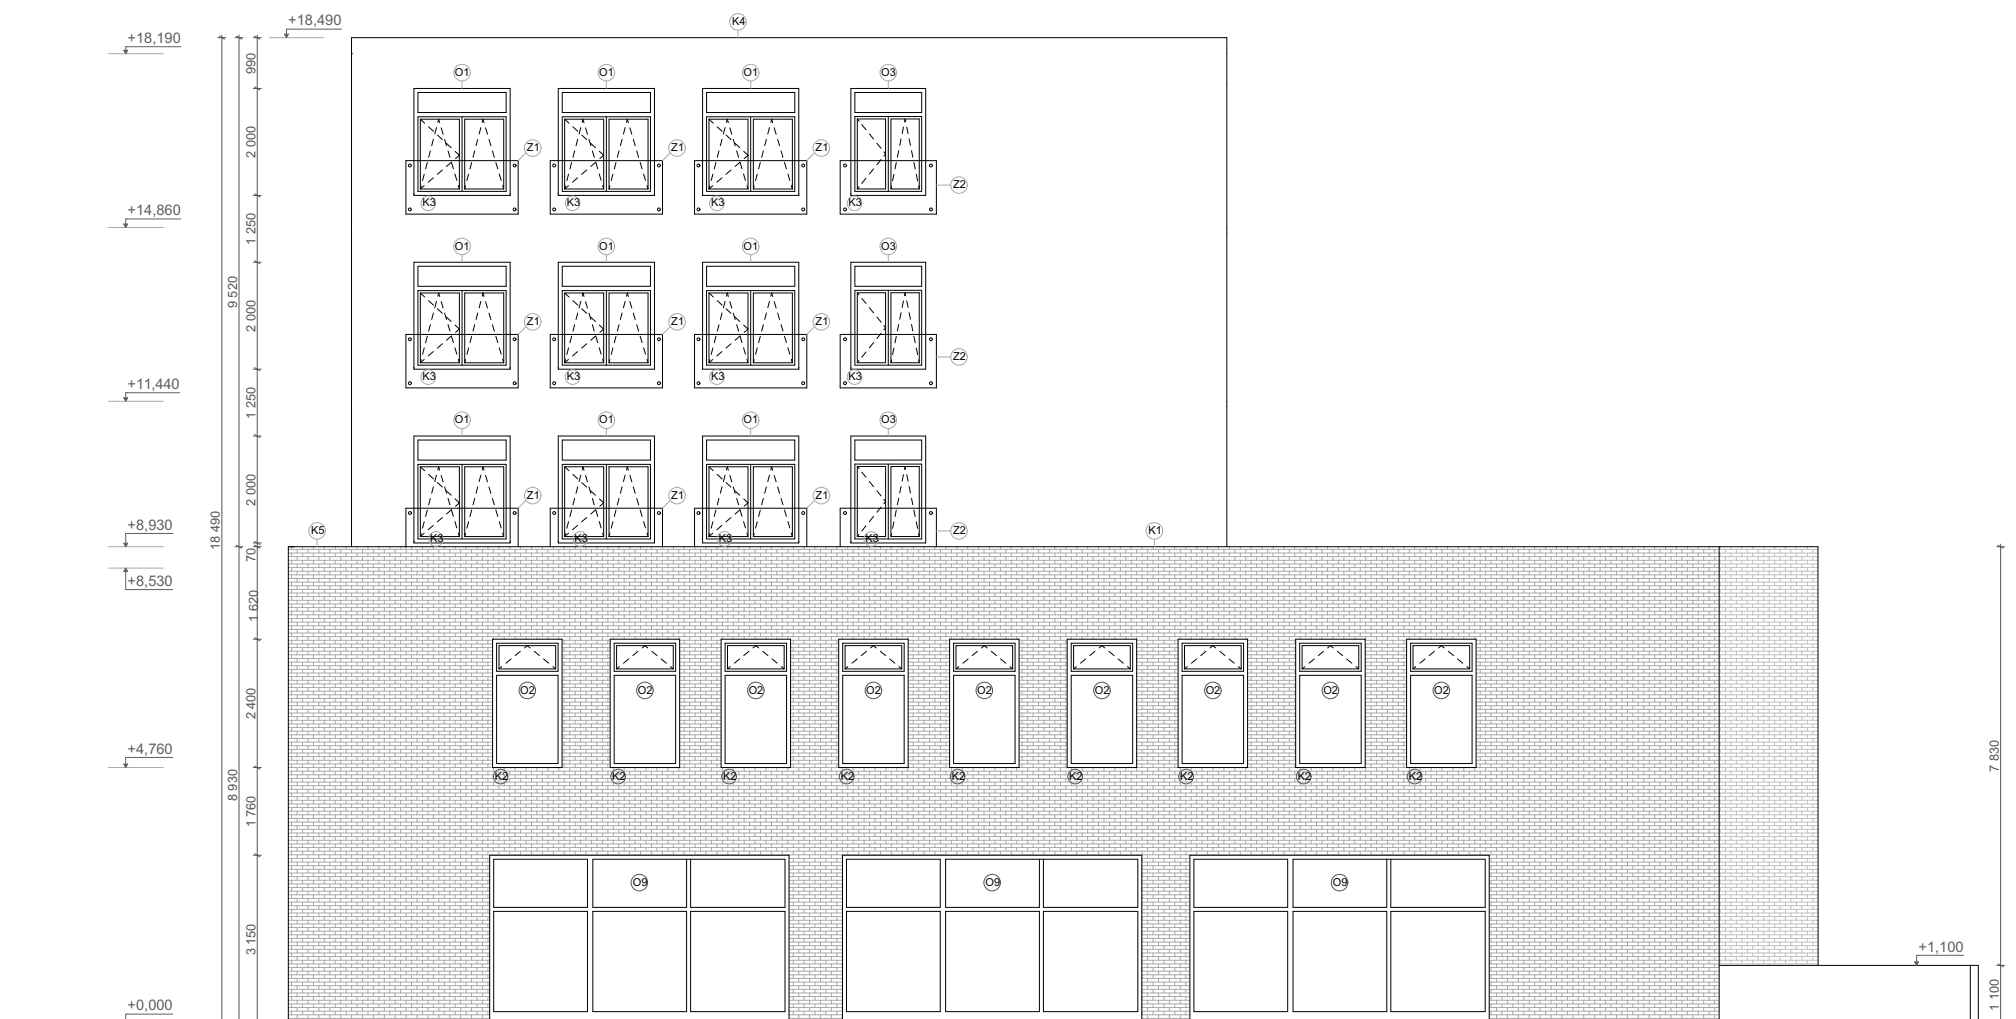 +18,490
K4
+18,190
990
O1 O1 O1 O3
2 000
Z1 Z1 Z1
Z2
K3 K3 K3 K3
+14,860
1 250
O1 O1 O1 O3
9 520
2 000
Z1 Z1 Z1
Z2
K3 K3 K3 K3
+11,440
1 250
O1 O1 O1 O3
2 000
Z1 Z1 Z1
18 490
+8,930
K5
Z2
K1
K3 K3 K3 K3
70
+8,530
1 620
O2 O2 O2 O2 O2 O2 O2 O2 O2
2 400
+4,760
7 830
K2 K2 K2 K2 K2 K2 K2 K2 K2
8 930
1 760
O9 O9 O9
3 150
+1,100
1 100
+0,000